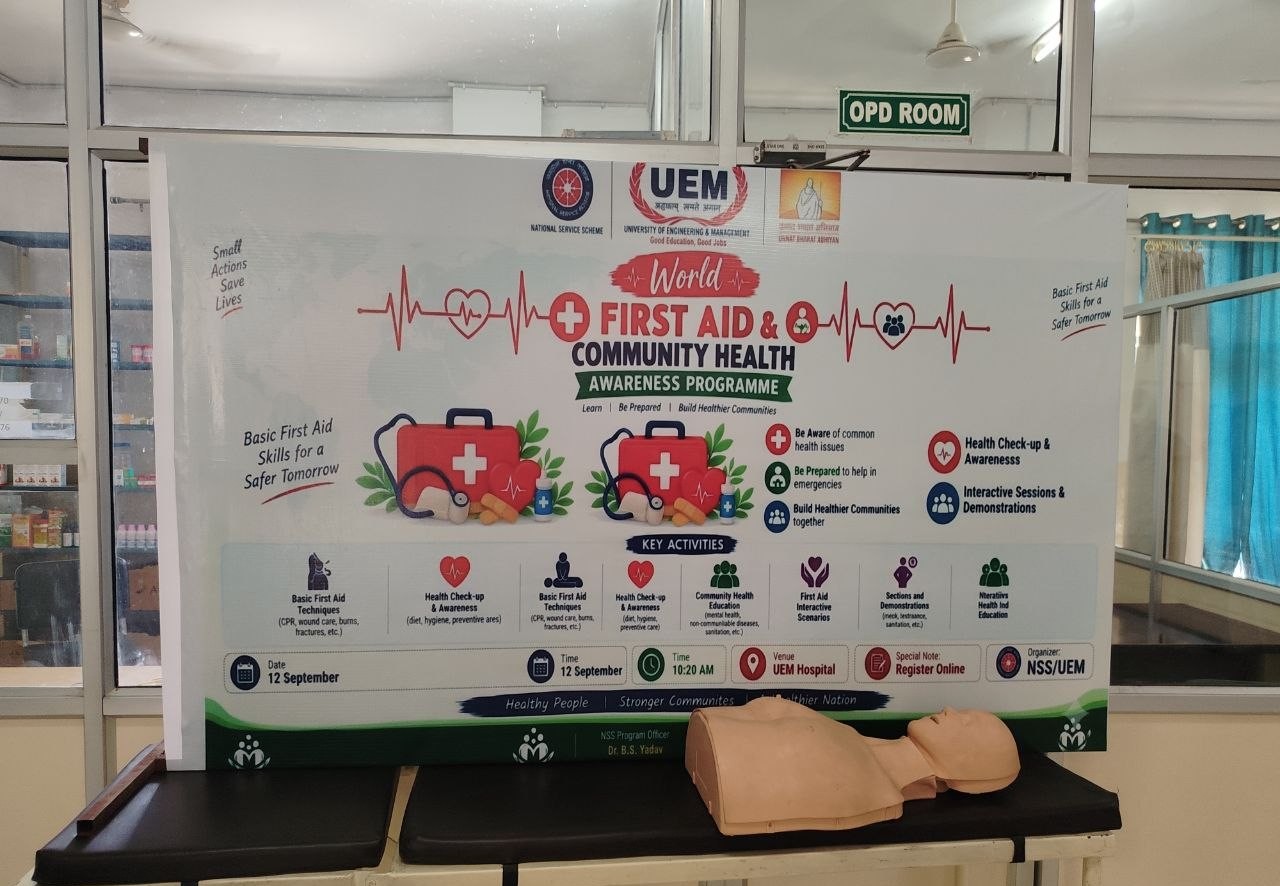 OPD ROOM
NATIONAL SERVICE SCHEME
UEM
UNIVERSITY OF ENGINEERING & MANAGEMENT
Good Education, Good Jobs
UNNAT BHARAT ABHIYAN
Small
Actions
Save
Lives
World
FIRST AID &
COMMUNITY HEALTH
AWARENESS PROGRAMME
Learn | Be Prepared | Build Healthier Communities
Basic First Aid
Skills for a
Safer Tomorrow
Basic First Aid
Skills for a
Safer Tomorrow
Be Aware of common
health issues
Be Prepared to help in
emergencies
Build Healthier Communities
together
Health Check-up &
Awarenesss
Interactive Sessions &
Demonstrations
KEY ACTIVITIES
Basic First Aid
Techniques
(CPR, wound care, burns,
fractures, etc.)
Health Check-up
& Awareness
(diet, hygiene, preventive ares)
Basic First Aid
Techniques
(CPR, wound care, burns,
fractures, etc.)
Health Check-up
& Awareness
(diet, hygiene,
preventive care)
Community Health
Education
(mental health,
non-communiable diseases,
sanitation, etc.)
First Aid
Interactive
Scenarios
Sections and
Demonstrations
sanitation, etc.)
Nteratiivs
Health Ind
Education
Date
12 September
Time
12 September
Time
10:20 AM
Venue
UEM Hospital
Special Note:
Register Online
Organizer:
NSS/UEM
Healthy People | Stronger Communites | Nation
NSS Program Officer
Dr. B.S. Yadav